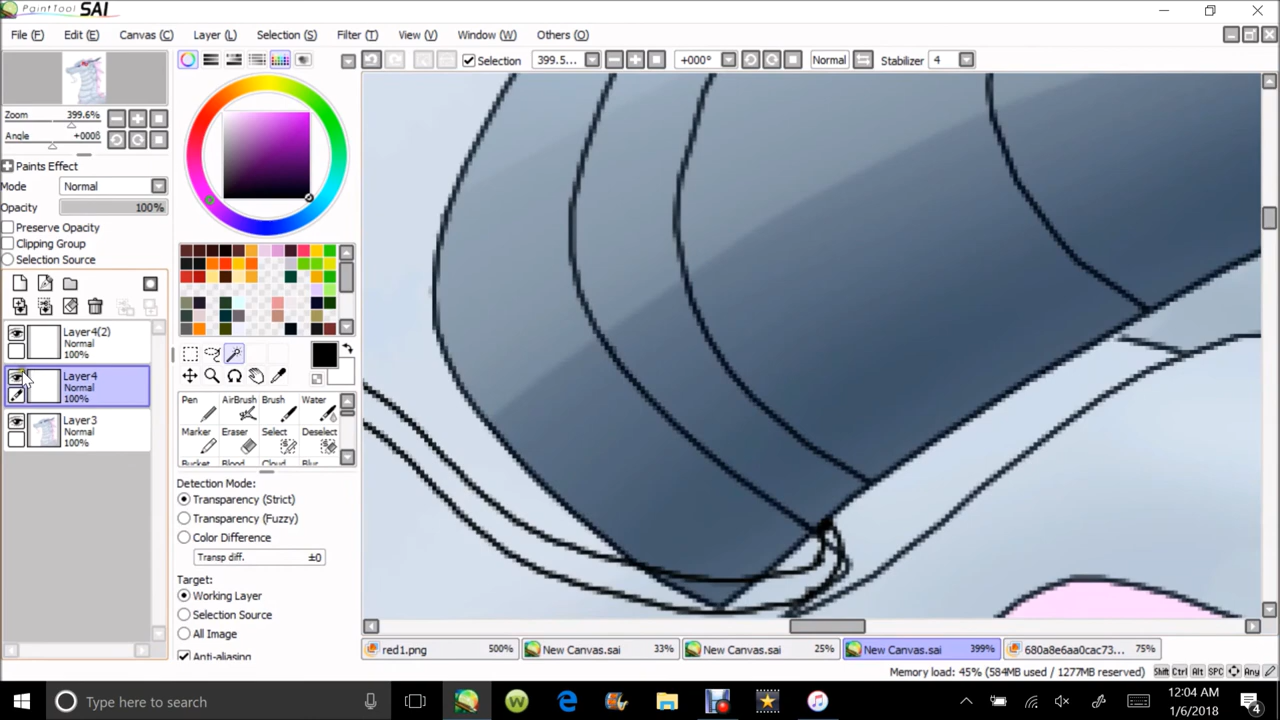 PaintTool SAI
File (F) Edit (E) Canvas (C) Layer (L) Selection (S) Filter (T) View (V) Window (W) Others (O)
Selection 399.5... +000° Normal Stabilizer 4
Zoom 399.6%
Angle
Paints Effect
Mode Normal
Opacity 100%
Preserve Opacity
Clipping Group
Selection Source
Layer4(2)
Normal
100%
Layer4
Normal
100%
Layer3
Normal
100%
Pen AirBrush Brush Water
Marker Eraser Select Deselect
Bucket Blend Cloud Blur
Detection Mode:
Transparency (Strict)
Transparency (Fuzzy)
Color Difference
Transp diff. ±0
Target:
Working Layer
Selection Source
All Image
Anti-aliasing
red1.png 500% New Canvas.sai 33% New Canvas.sai 25% New Canvas.sai 399% 680a8e6aa0cac73... 75%
Memory load: 45% (584MB used / 1277MB reserved) Shift Ctrl Alt SPC Any
Type here to search
12:04 AM
1/6/2018
4